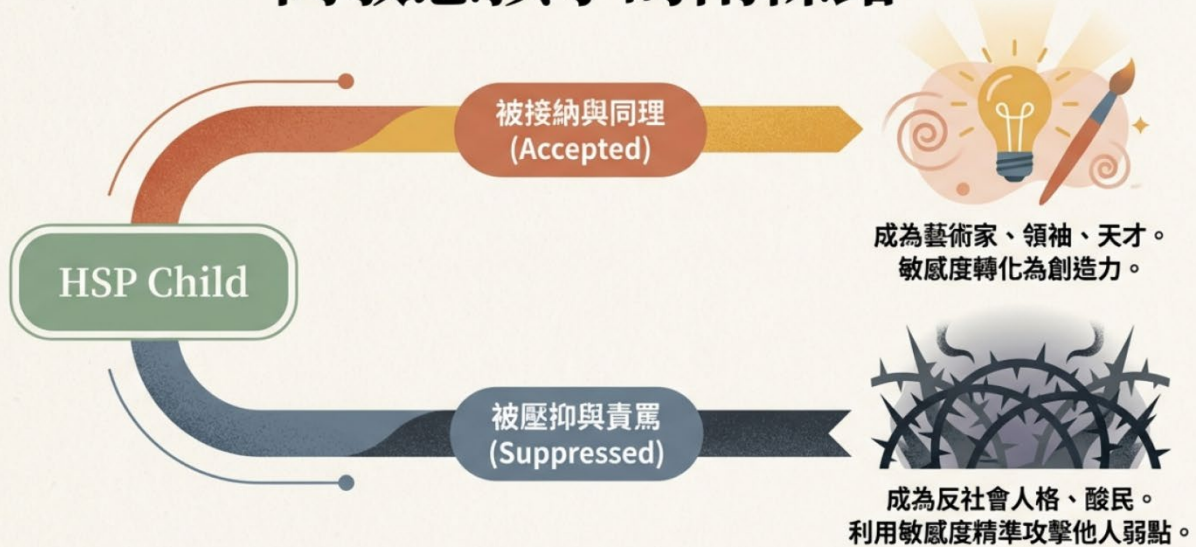 HSP Child
被接納與同理
(Accepted)
成為藝術家、領袖、天才。
敏感度轉化為創造力。
被壓抑與責罵
(Suppressed)
成為反社會人格、酸民。
利用敏感度精準攻擊他人弱點。